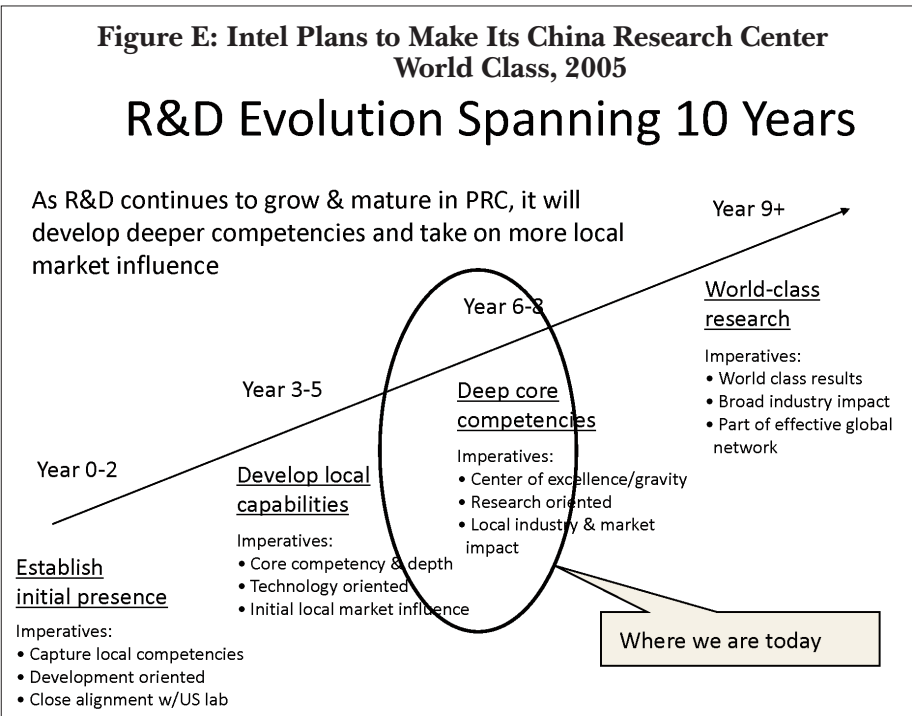 Figure E: Intel Plans to Make Its China Research Center
World Class, 2005
R&D Evolution Spanning 10 Years
As R&D continues to grow & mature in PRC, it will
develop deeper competencies and take on more local
market influence
Year 0-2
Establish
initial presence
Imperatives:
• Capture local competencies
• Development oriented
• Close alignment w/US lab
Year 3-5
Develop local
capabilities
Imperatives:
• Core competency & depth
• Technology oriented
• Initial local market influence
Year 6-8
Deep core
competencies
Imperatives:
• Center of excellence/gravity
• Research oriented
• Local industry & market
impact
Year 9+
World-class
research
Imperatives:
• World class results
• Broad industry impact
• Part of effective global
network
Where we are today